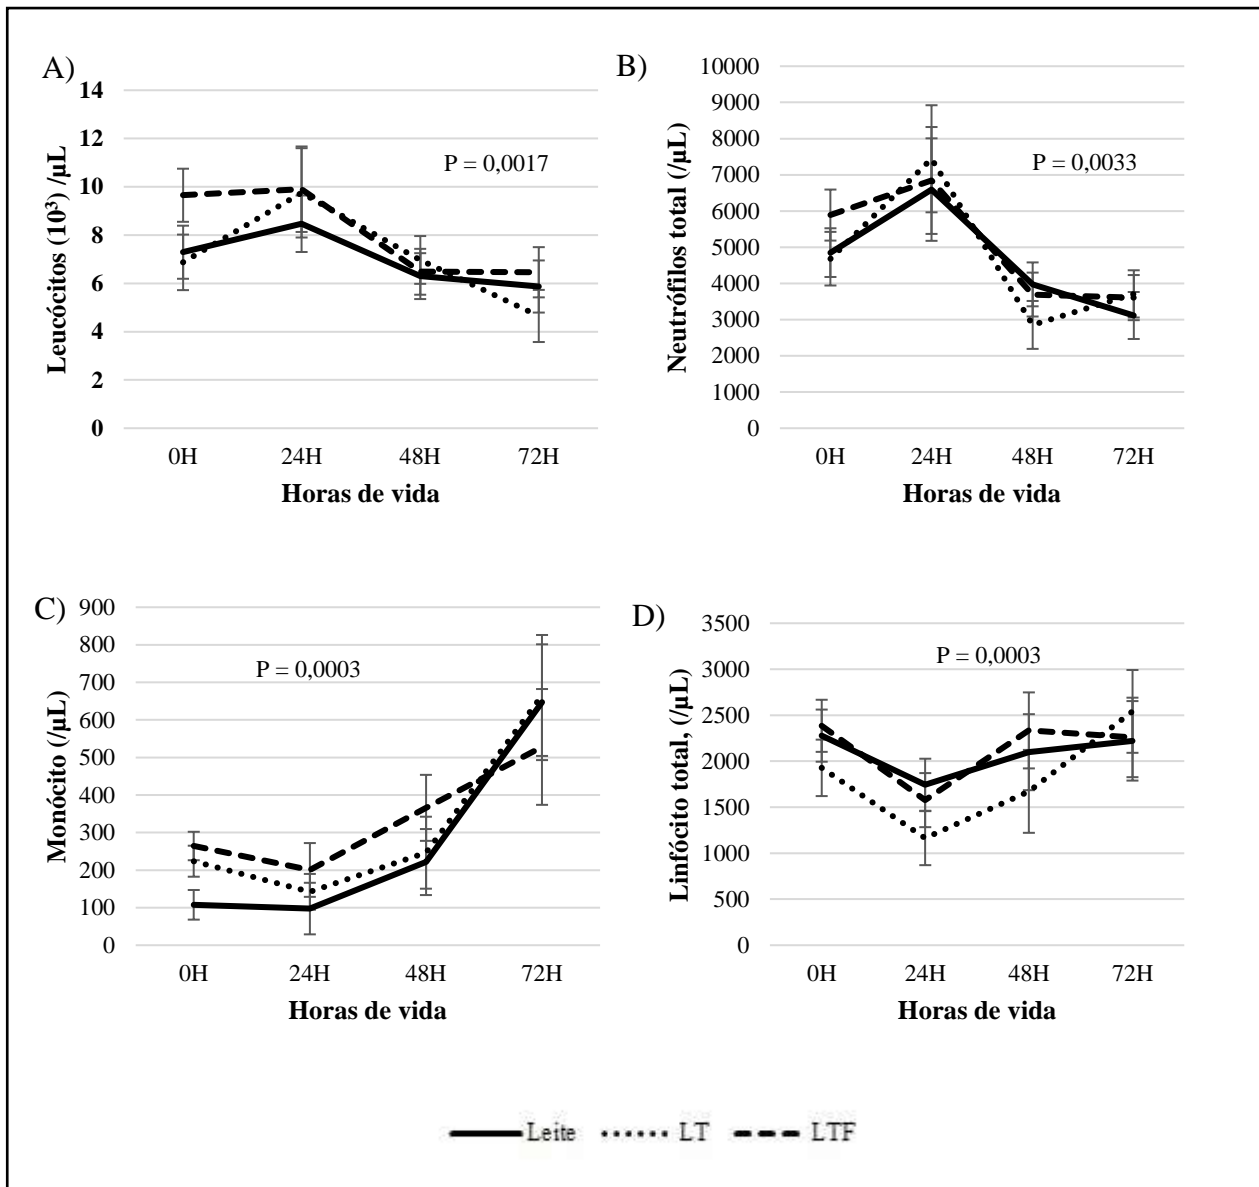 A)
Leucócitos (10³) /µL
14
12
10
8
6
4
2
0
P = 0,0017
0H 24H 48H 72H
Horas de vida
B)
Neutrófilos total (/µL)
10000
9000
8000
7000
6000
5000
4000
3000
2000
1000
0
P = 0,0033
0H 24H 48H 72H
Horas de vida
C)
Monócito (/µL)
900
800
700
600
500
400
300
200
100
0
P = 0,0003
0H 24H 48H 72H
Horas de vida
D)
Linfócito total, (/µL)
3500
3000
2500
2000
1500
1000
500
0
P = 0,0003
0H 24H 48H 72H
Horas de vida
Leite LT LTF